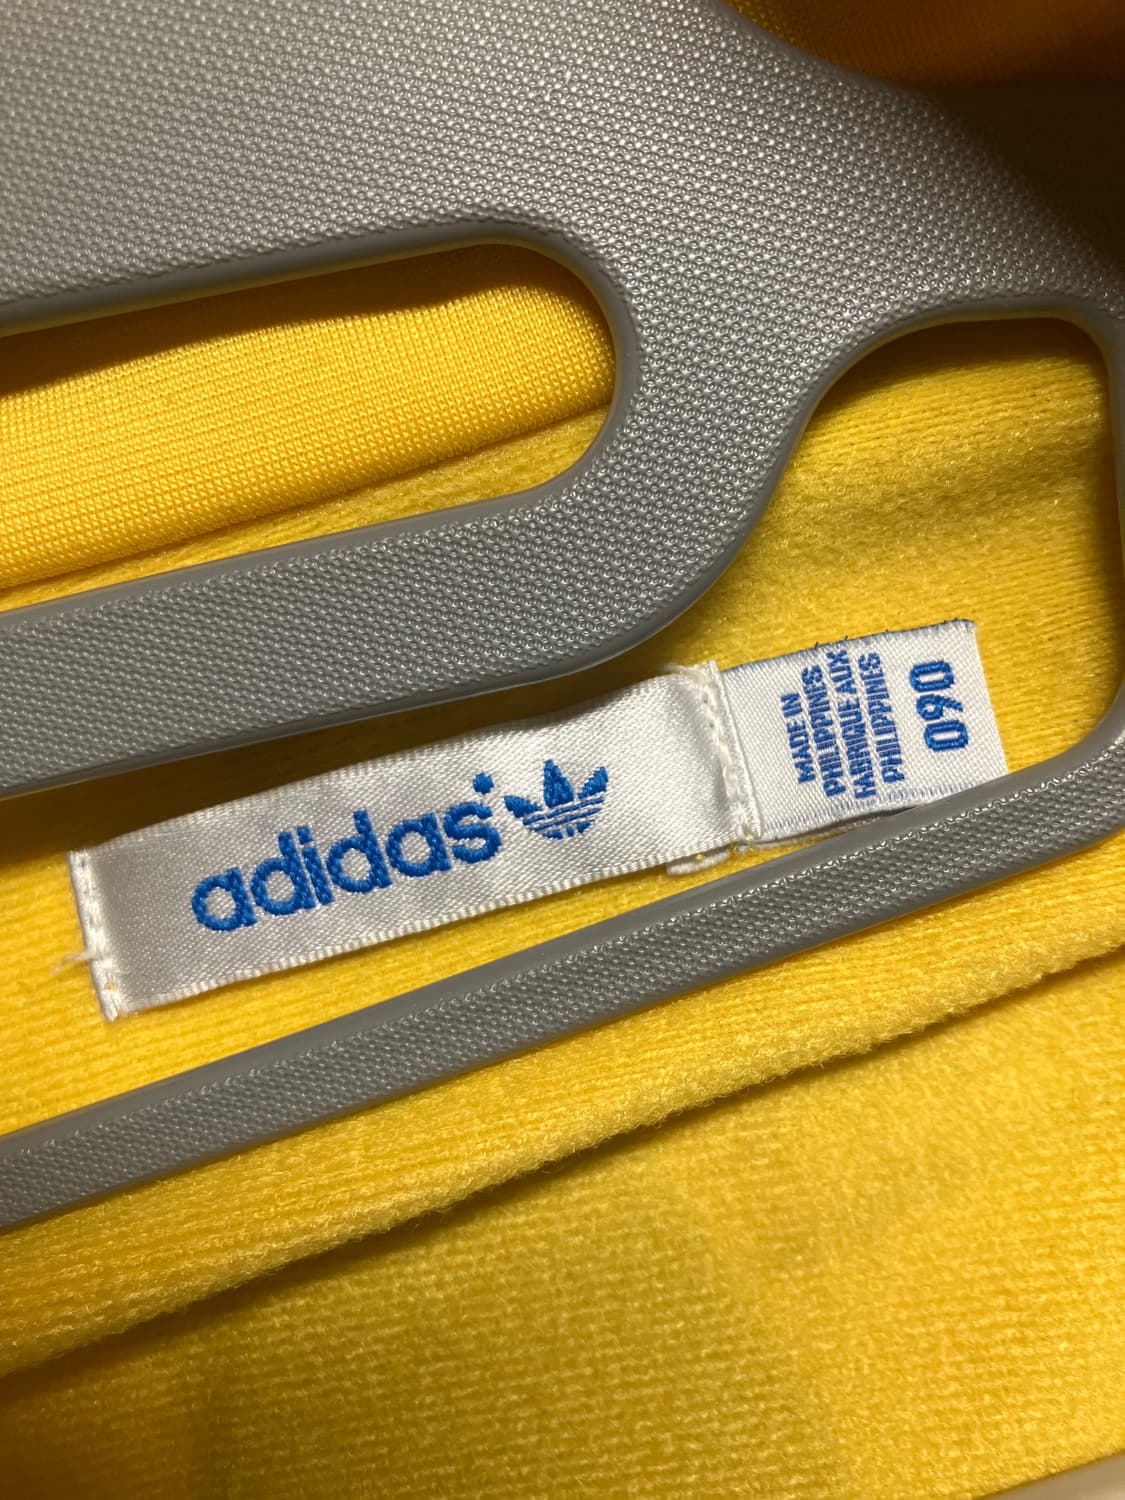 adidas
MADE IN
PHILIPPINES
FABRIQUE AUX
PHILIPPINES
090